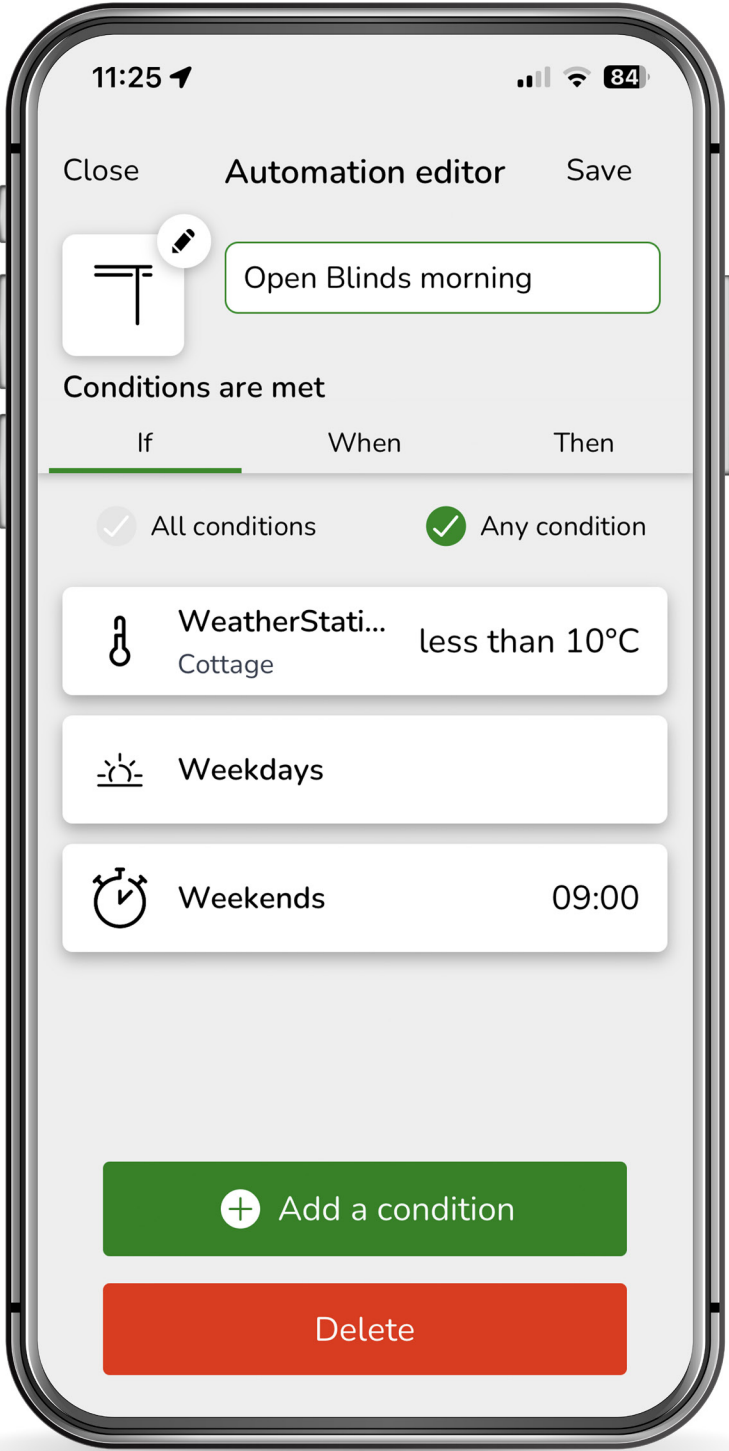 11:25
84
Close Automation editor Save
Open Blinds morning
Conditions are met
If When Then
All conditions Any condition
WeatherStati... less than 10°C
Cottage
Weekdays
Weekends 09:00
Add a condition
Delete